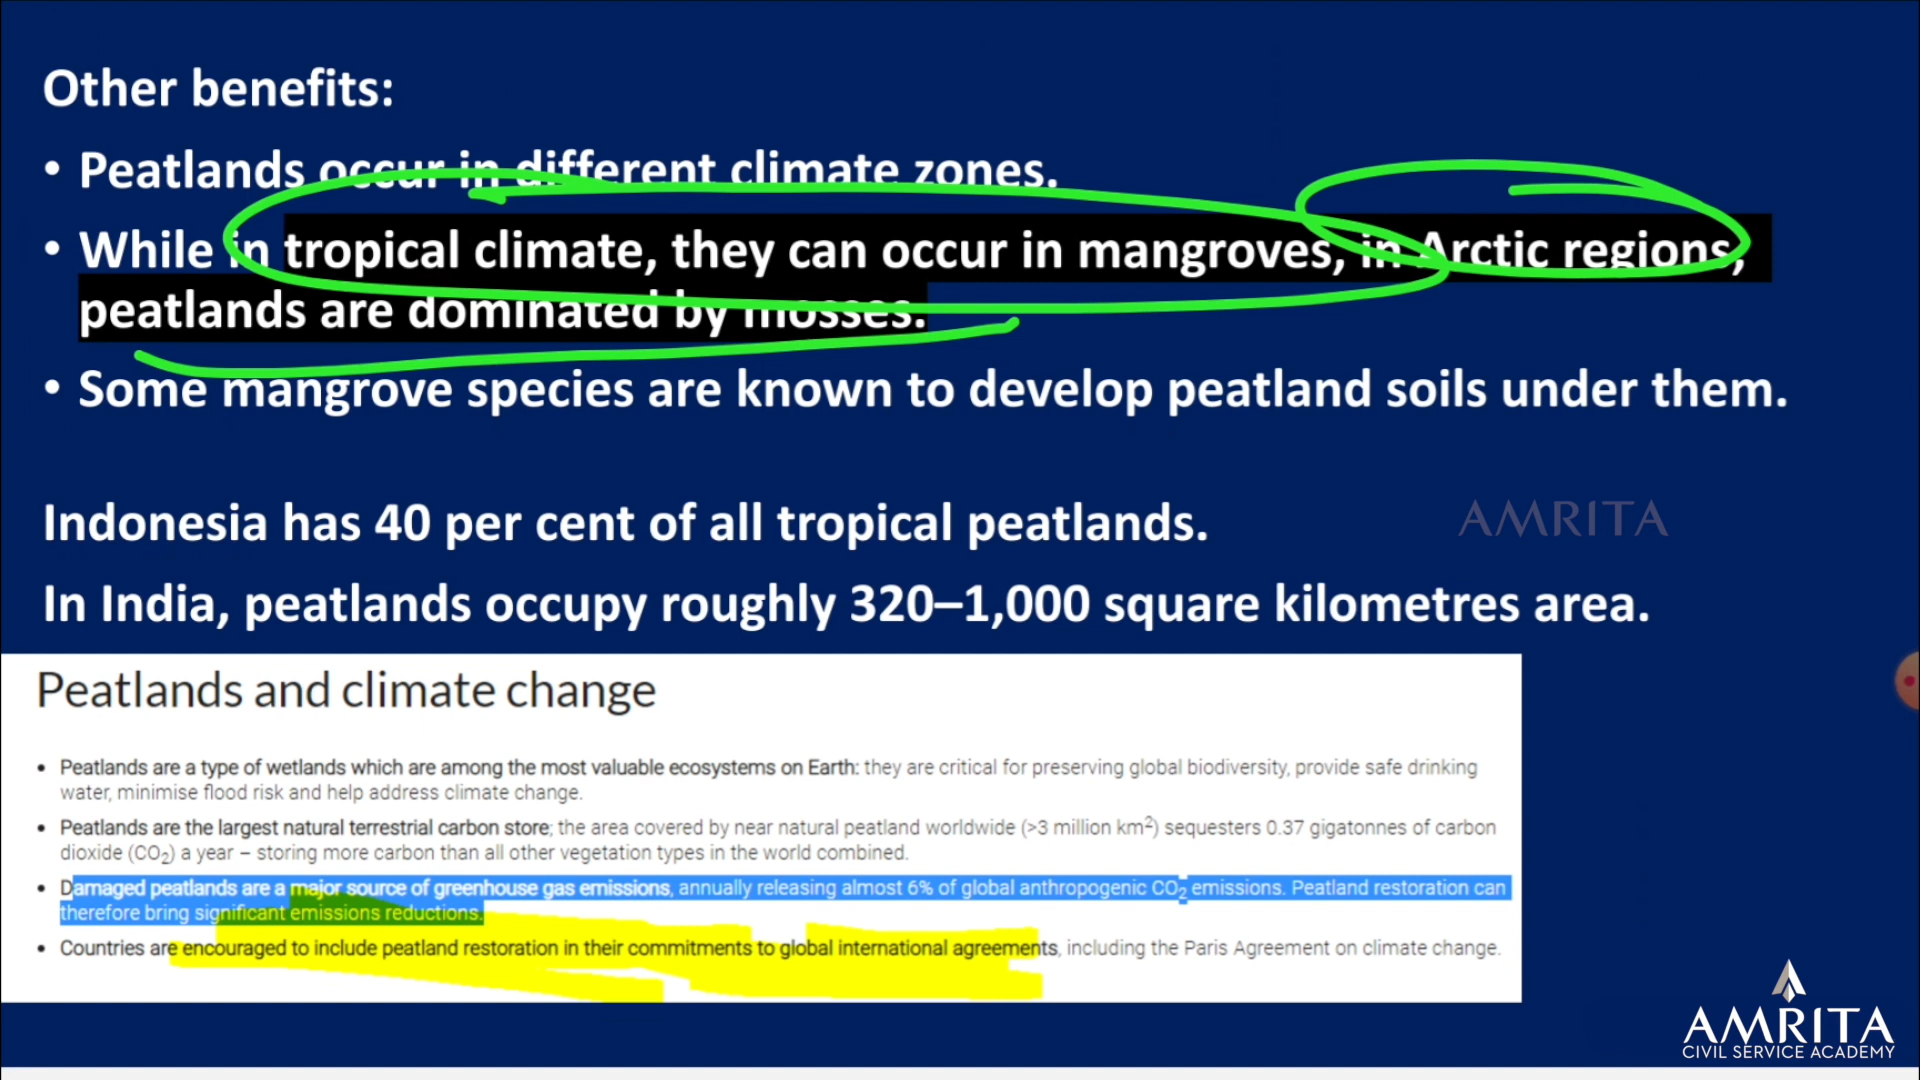 Other benefits:
• Peatlands occur in different climate zones.
• While in tropical climate, they can occur in mangroves, in Arctic regions,
peatlands are dominated by mosses.
• Some mangrove species are known to develop peatland soils under them.
AMRITA
Indonesia has 40 per cent of all tropical peatlands.
In India, peatlands occupy roughly 320–1,000 square kilometres area.
Peatlands and climate change
• Peatlands are a type of wetlands which are among the most valuable ecosystems on Earth: they are critical for preserving global biodiversity, provide safe drinking
water, minimise flood risk and help address climate change.
• Peatlands are the largest natural terrestrial carbon store; the area covered by near natural peatland worldwide (>3 million km²) sequesters 0.37 gigatonnes of carbon
dioxide (CO₂) a year – storing more carbon than all other vegetation types in the world combined.
• Damaged peatlands are a major source of greenhouse gas emissions, annually releasing almost 6% of global anthropogenic CO₂ emissions. Peatland restoration can
therefore bring significant emissions reductions.
• Countries are encouraged to include peatland restoration in their commitments to global international agreements, including the Paris Agreement on climate change.
AMRITA
CIVIL SERVICE ACADEMY